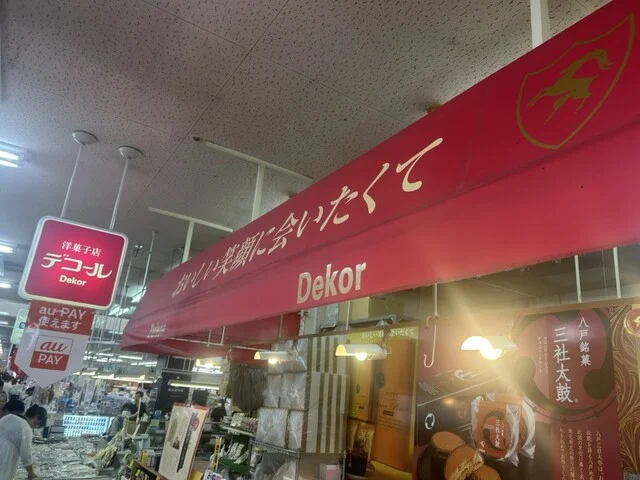 おいしい笑顔に会いたくて
Dekor
洋菓子店
デコール
Dekor
au PAY
使えます
au
PAY
八戸銘菓
三社太鼓